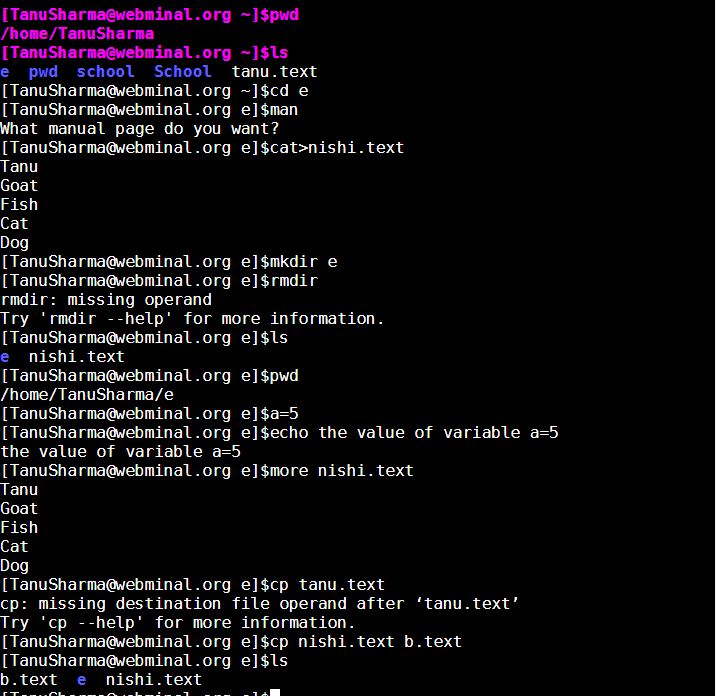 [TanuSharma@webminal.org ~]$pwd
/home/TanuSharma
[TanuSharma@webminal.org ~]$ls
e  pwd  school  School  tanu.text
[TanuSharma@webminal.org ~]$cd e
[TanuSharma@webminal.org e]$man
What manual page do you want?
[TanuSharma@webminal.org e]$cat>nishi.text
Tanu
Goat
Fish
Cat
Dog
[TanuSharma@webminal.org e]$mkdir e
[TanuSharma@webminal.org e]$rmdir
rmdir: missing operand
Try 'rmdir --help' for more information.
[TanuSharma@webminal.org e]$ls
e  nishi.text
[TanuSharma@webminal.org e]$pwd
/home/TanuSharma/e
[TanuSharma@webminal.org e]$a=5
[TanuSharma@webminal.org e]$echo the value of variable a=5
the value of variable a=5
[TanuSharma@webminal.org e]$more nishi.text
Tanu
Goat
Fish
Cat
Dog
[TanuSharma@webminal.org e]$cp tanu.text
cp: missing destination file operand after ‘tanu.text’
Try 'cp --help' for more information.
[TanuSharma@webminal.org e]$cp nishi.text b.text
[TanuSharma@webminal.org e]$ls
b.text  e  nishi.text
[TanuSharma@webminal.org e]$